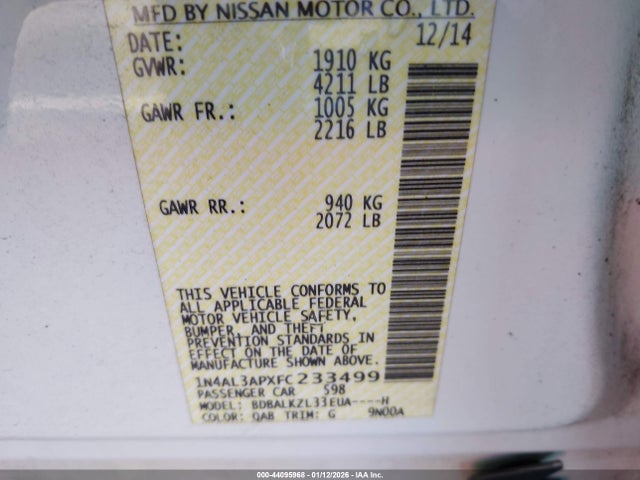 MFD BY NISSAN MOTOR CO., LTD.
DATE: 12/14
GVWR: 1910 KG
4211 LB
GAWR FR.: 1005 KG
2216 LB
GAWR RR.: 940 KG
2072 LB
THIS VEHICLE CONFORMS TO
ALL APPLICABLE FEDERAL
MOTOR VEHICLE SAFETY,
BUMPER, AND THEFT
PREVENTION STANDARDS IN
EFFECT ON THE DATE OF
MANUFACTURE SHOWN ABOVE.
1N4AL3APXFC233499
PASSENGER CAR 598
MODEL: BDBALKZL33EUA----H
COLOR: QAB TRIM: G 9N00A
000-44095968 - 01/12/2026 - IAAI, Inc.